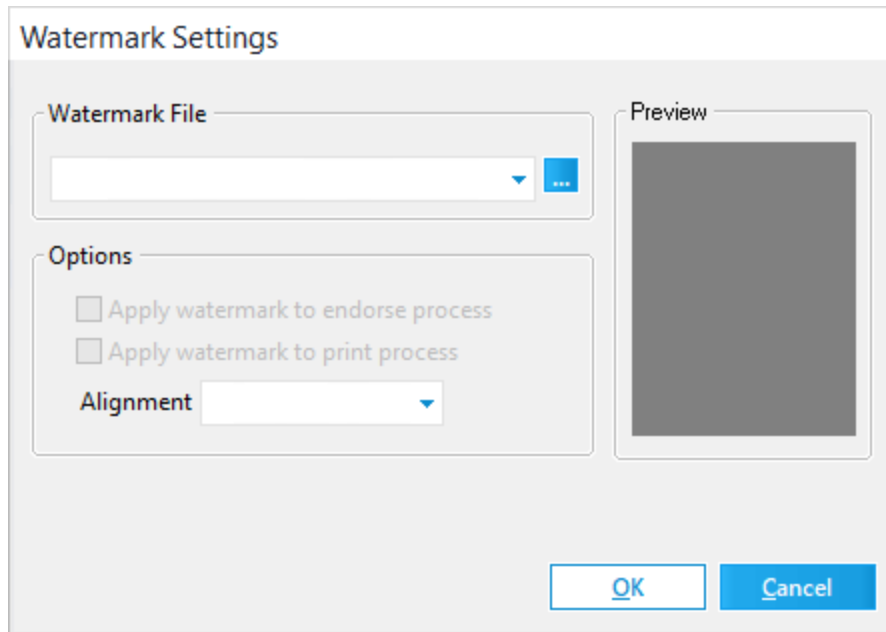 Watermark Settings
Watermark File
Preview
...
Options
Apply watermark to endorse process
Apply watermark to print process
Alignment
OK
Cancel